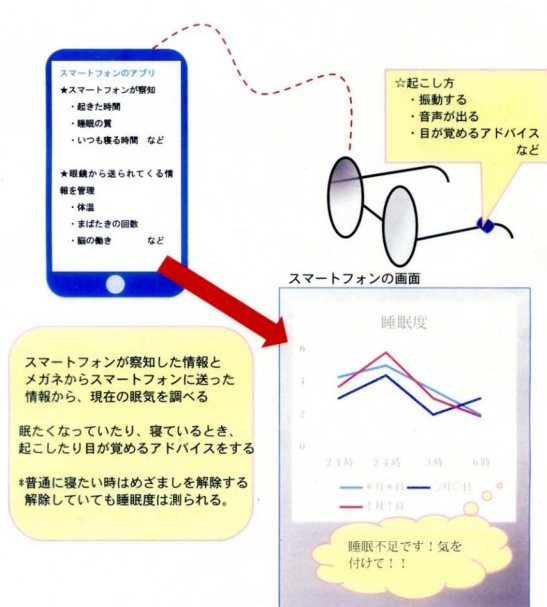 スマートフォンのアプリ
★スマートフォンが察知
・起きた時間
・睡眠の質
・いつも寝る時間 など
★眼鏡から送られてくる情
報を管理
・体温
・まばたきの回数
・脳の働き など
☆起こし方
・振動する
・音声が出る
・目が覚めるアドバイス
など
スマートフォンが察知した情報と
メガネからスマートフォンに送った
情報から、現在の眠気を調べる
眠たくなっていたり、寝ているとき、
起こしたり目が覚めるアドバイスをする
*普通に寝たい時はめざましを解除する
解除していても睡眠度は測られる。
スマートフォンの画面
睡眠度
6
4
2
0
21時 24時 3時 6時
*月*日 〇月〇日
!月!日
睡眠不足です!気を
付けて!!